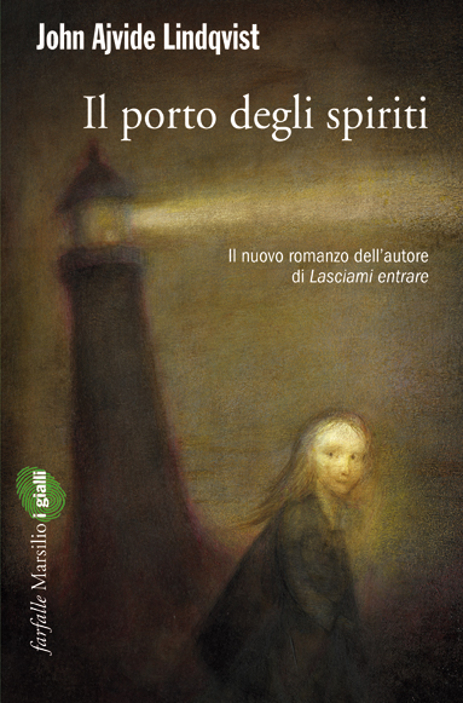 John Ajvide Lindqvist
Il porto degli spiriti
Il nuovo romanzo dell'autore
di Lasciami entrare
farfalle Marsilio i gialli